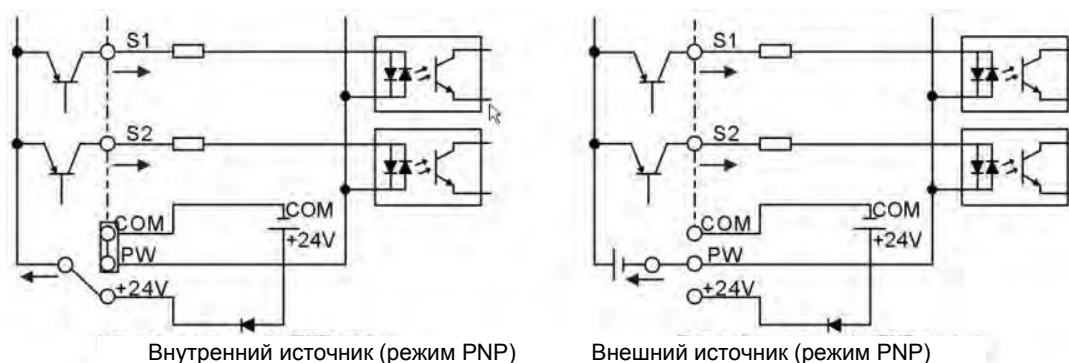 S1
S2
COM
PW
+24V
COM
+24V
S1
S2
COM
PW
+24V
COM
+24V
Внутренний источник (режим PNP)
Внешний источник (режим PNP)